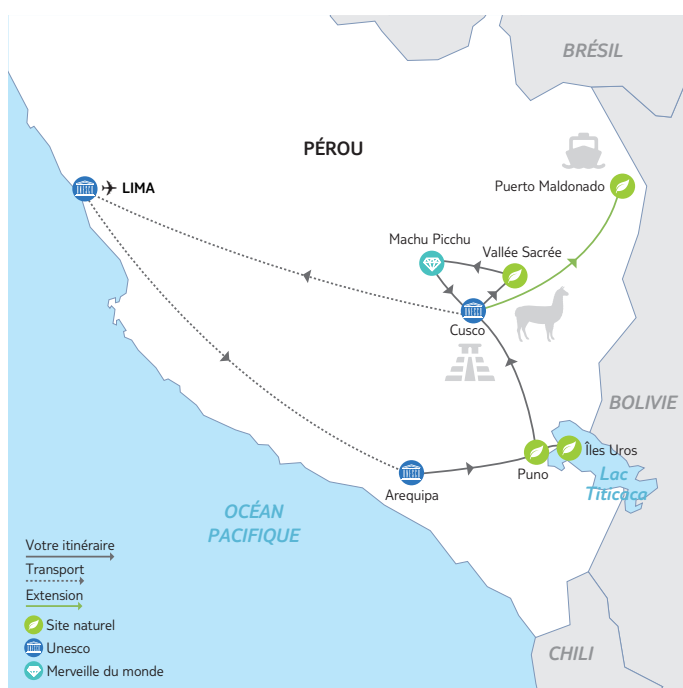 BRÉSIL
PÉROU
LIMA
Puerto Maldonado
Machu Picchu
Vallée Sacrée
Cusco
BOLIVIE
Îles Uros
Puno
Lac
Titicaca
Arequipa
OCÉAN
PACIFIQUE
Votre itinéraire
Transport
Extension
Site naturel
Unesco
Merveille du monde
CHILI